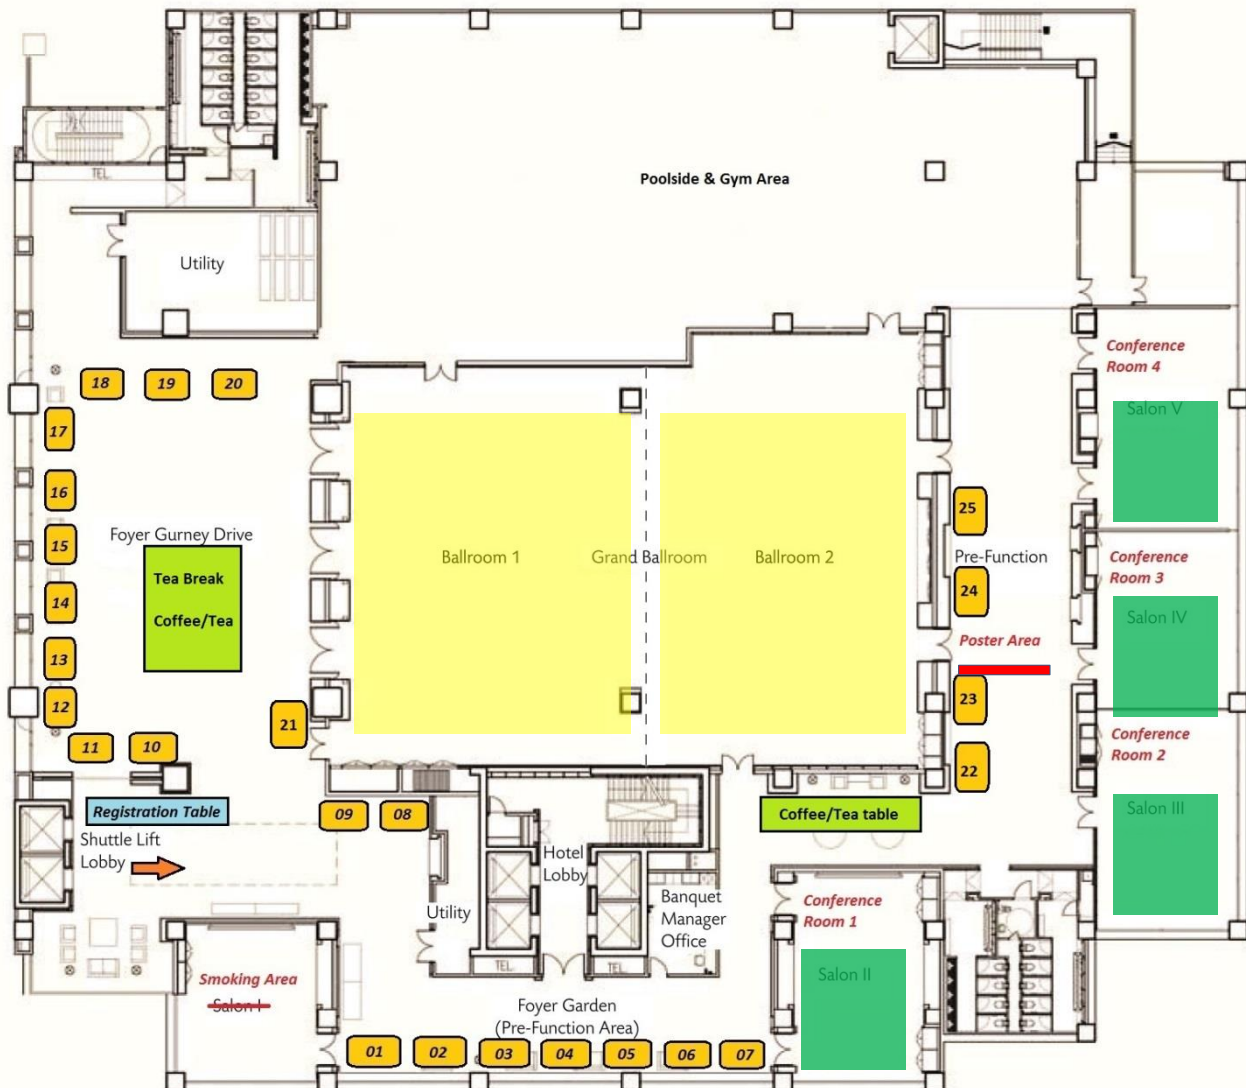 TEL.
Poolside & Gym Area
Utility
18
19
20
17
16
15
14
13
12
11
10
Foyer Gurney Drive
Tea Break
Coffee/Tea
21
Ballroom 1
Grand Ballroom
Ballroom 2
25
Pre-Function
24
Poster Area
23
22
Conference
Room 4
Salon V
Conference
Room 3
Salon IV
Conference
Room 2
Salon III
Registration Table
Shuttle Lift
Lobby
09
08
Coffee/Tea table
Hotel
Lobby
Utility
Banquet
Manager
Office
Conference
Room 1
Salon II
Smoking Area
Salon I
TEL.
TEL.
Foyer Garden
(Pre-Function Area)
01
02
03
04
05
06
07